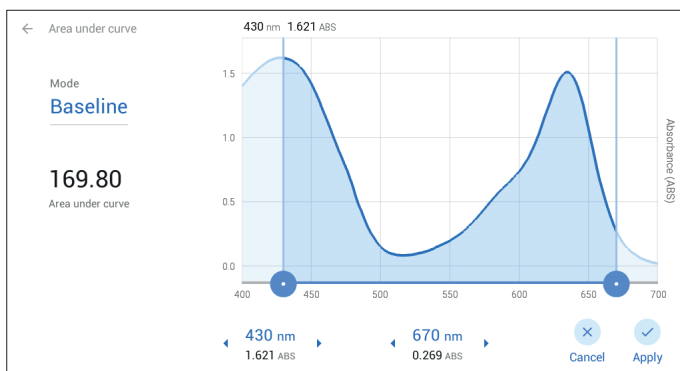 Area under curve
430 nm 1.621 ABS
Mode
Baseline
169.80
Area under curve
1.5
1.0
0.5
0.0
Absorbance (ABS)
400 450 500 550 600 650 700
430 nm
1.621 ABS
670 nm
0.269 ABS
Cancel
Apply